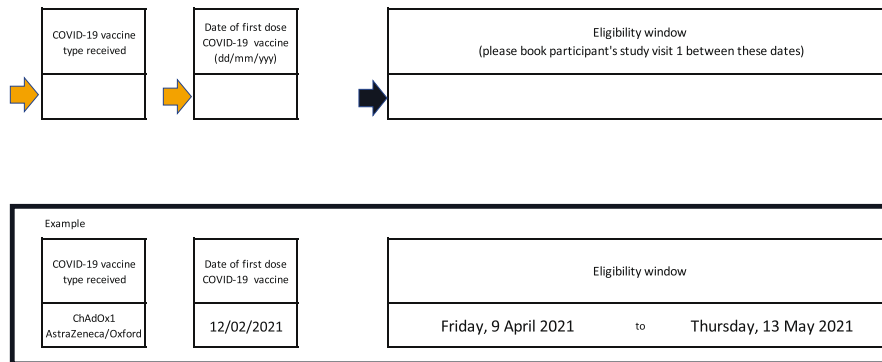 COVID-19 vaccine
type received
Date of first dose
COVID-19 vaccine
(dd/mm/yyy)
Eligibility window
(please book participant's study visit 1 between these dates)
Example
COVID-19 vaccine
type received
Date of first dose
COVID-19 vaccine
Eligibility window
ChAdOx1
AstraZeneca/Oxford
12/02/2021
Friday, 9 April 2021 to Thursday, 13 May 2021